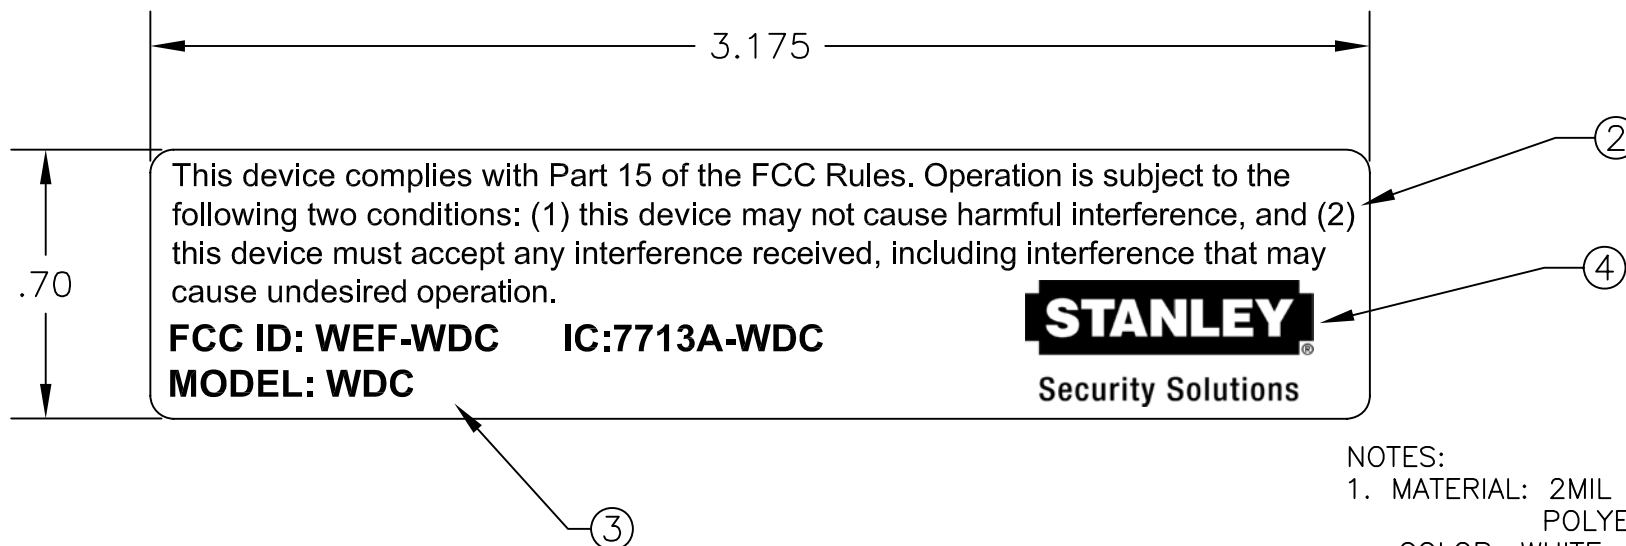 3.175
2
This device complies with Part 15 of the FCC Rules. Operation is subject to the
following two conditions: (1) this device may not cause harmful interference, and (2)
this device must accept any interference received, including interference that may
cause undesired operation.
.70
4
STANLEY®
FCC ID: WEF-WDC IC:7713A-WDC
MODEL: WDC
Security Solutions
NOTES:
1. MATERIAL: 2MIL
POLYE
3